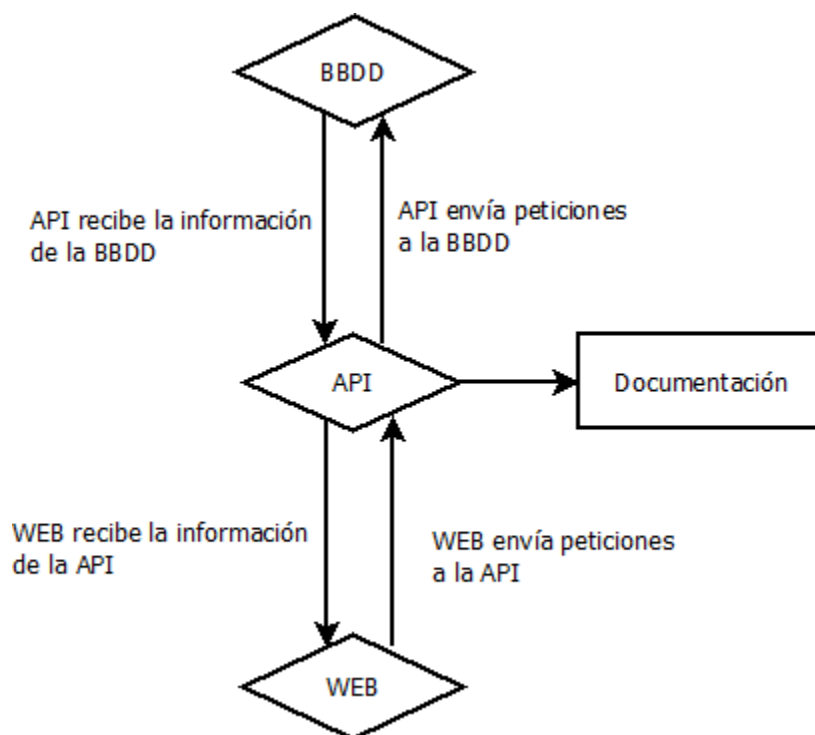 BBDD
API recibe la información
de la BBDD
API envía peticiones
a la BBDD
API
Documentación
WEB recibe la información
de la API
WEB envía peticiones
a la API
WEB